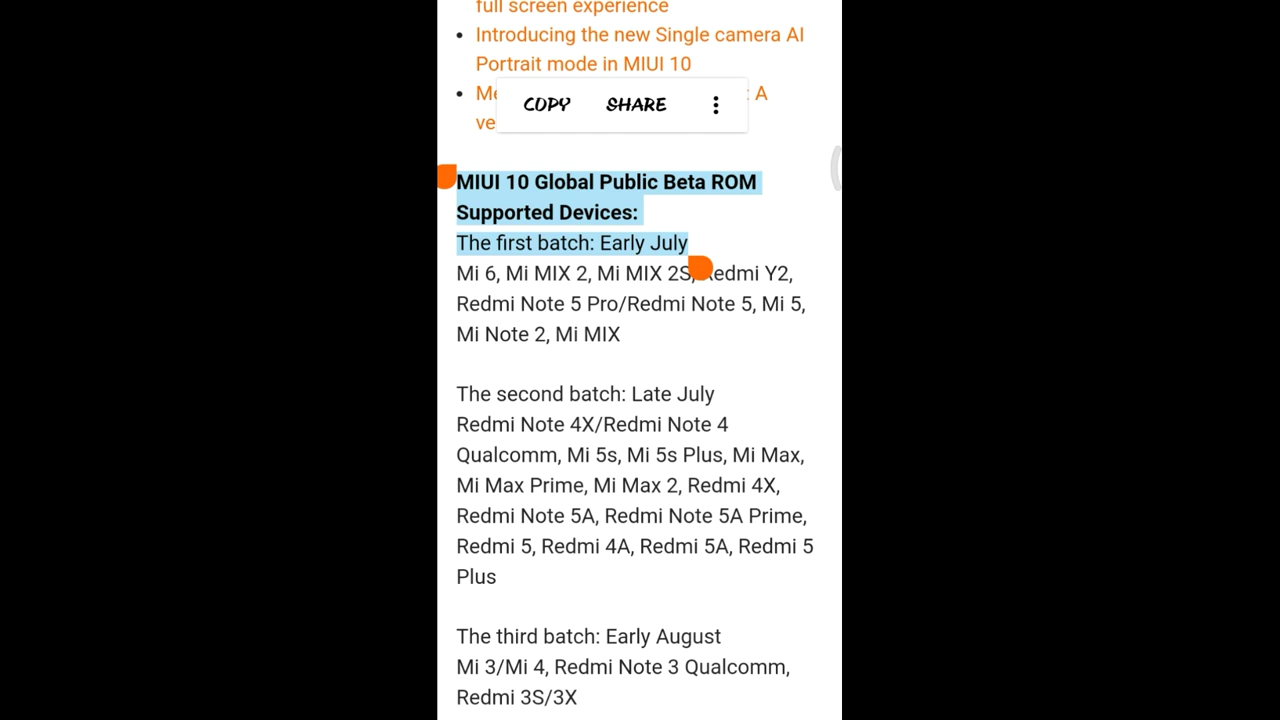 full screen experience
• Introducing the new Single camera AI
Portrait mode in MIUI 10
• Me A
ve
COPY SHARE
MIUI 10 Global Public Beta ROM
Supported Devices:
The first batch: Early July
Mi 6, Mi MIX 2, Mi MIX 2S, Redmi Y2,
Redmi Note 5 Pro/Redmi Note 5, Mi 5,
Mi Note 2, Mi MIX
The second batch: Late July
Redmi Note 4X/Redmi Note 4
Qualcomm, Mi 5s, Mi 5s Plus, Mi Max,
Mi Max Prime, Mi Max 2, Redmi 4X,
Redmi Note 5A, Redmi Note 5A Prime,
Redmi 5, Redmi 4A, Redmi 5A, Redmi 5
Plus
The third batch: Early August
Mi 3/Mi 4, Redmi Note 3 Qualcomm,
Redmi 3S/3X